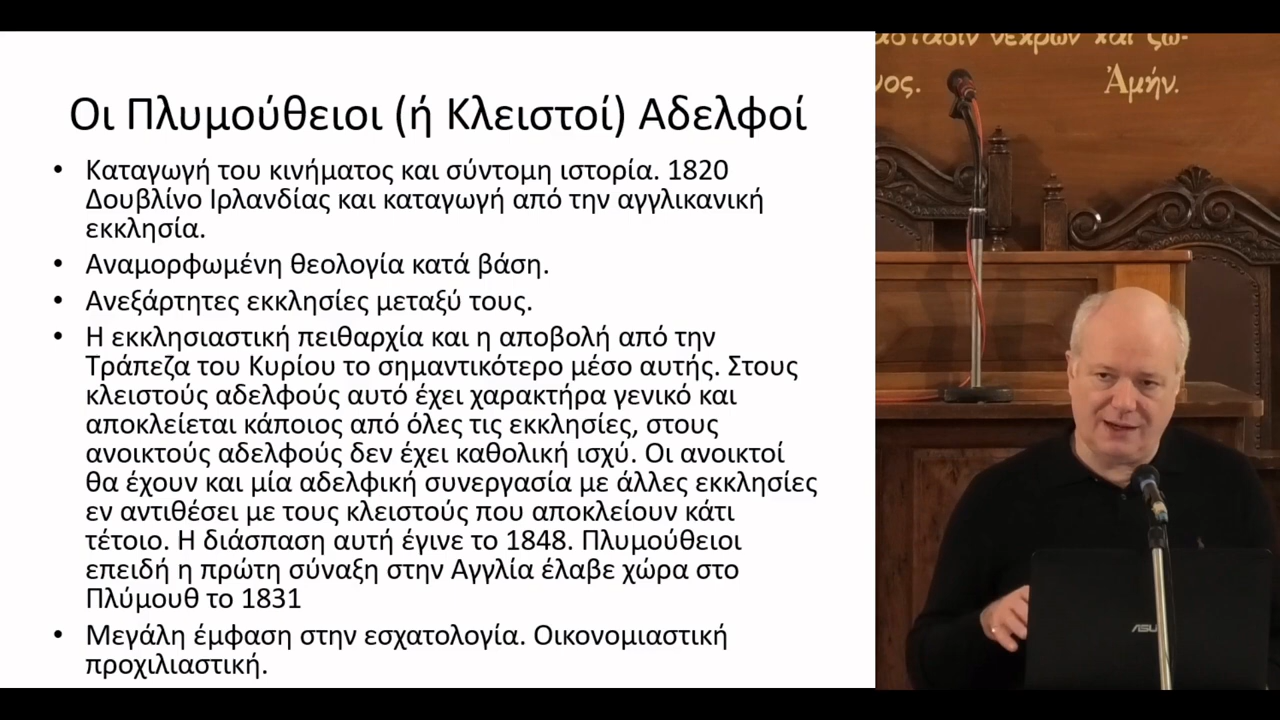 Οι Πλυμούθειοι (ή Κλειστοί) Αδελφοί
• Καταγωγή του κινήματος και σύντομη ιστορία. 1820
Δουβλίνο Ιρλανδίας και καταγωγή από την αγγλικανική
εκκλησία.
• Αναμορφωμένη θεολογία κατά βάση.
• Ανεξάρτητες εκκλησίες μεταξύ τους.
• Η εκκλησιαστική πειθαρχία και η αποβολή από την
Τράπεζα του Κυρίου το σημαντικότερο μέσο αυτής. Στους
κλειστούς αδελφούς αυτό έχει χαρακτήρα γενικό και
αποκλείεται κάποιος από όλες τις εκκλησίες, στους
ανοικτούς αδελφούς δεν έχει καθολική ισχύ. Οι ανοικτοί
θα έχουν και μία αδελφική συνεργασία με άλλες εκκλησίες
εν αντιθέσει με τους κλειστούς που αποκλείουν κάτι
τέτοιο. Η διάσπαση αυτή έγινε το 1848. Πλυμούθειοι
επειδή η πρώτη σύναξη στην Αγγλία έλαβε χώρα στο
Πλύμουθ το 1831
• Μεγάλη έμφαση στην εσχατολογία. Οικονομιαστική
προχιλιαστική.
νεκρών και ζω-
Ἀμήν.
ASUS